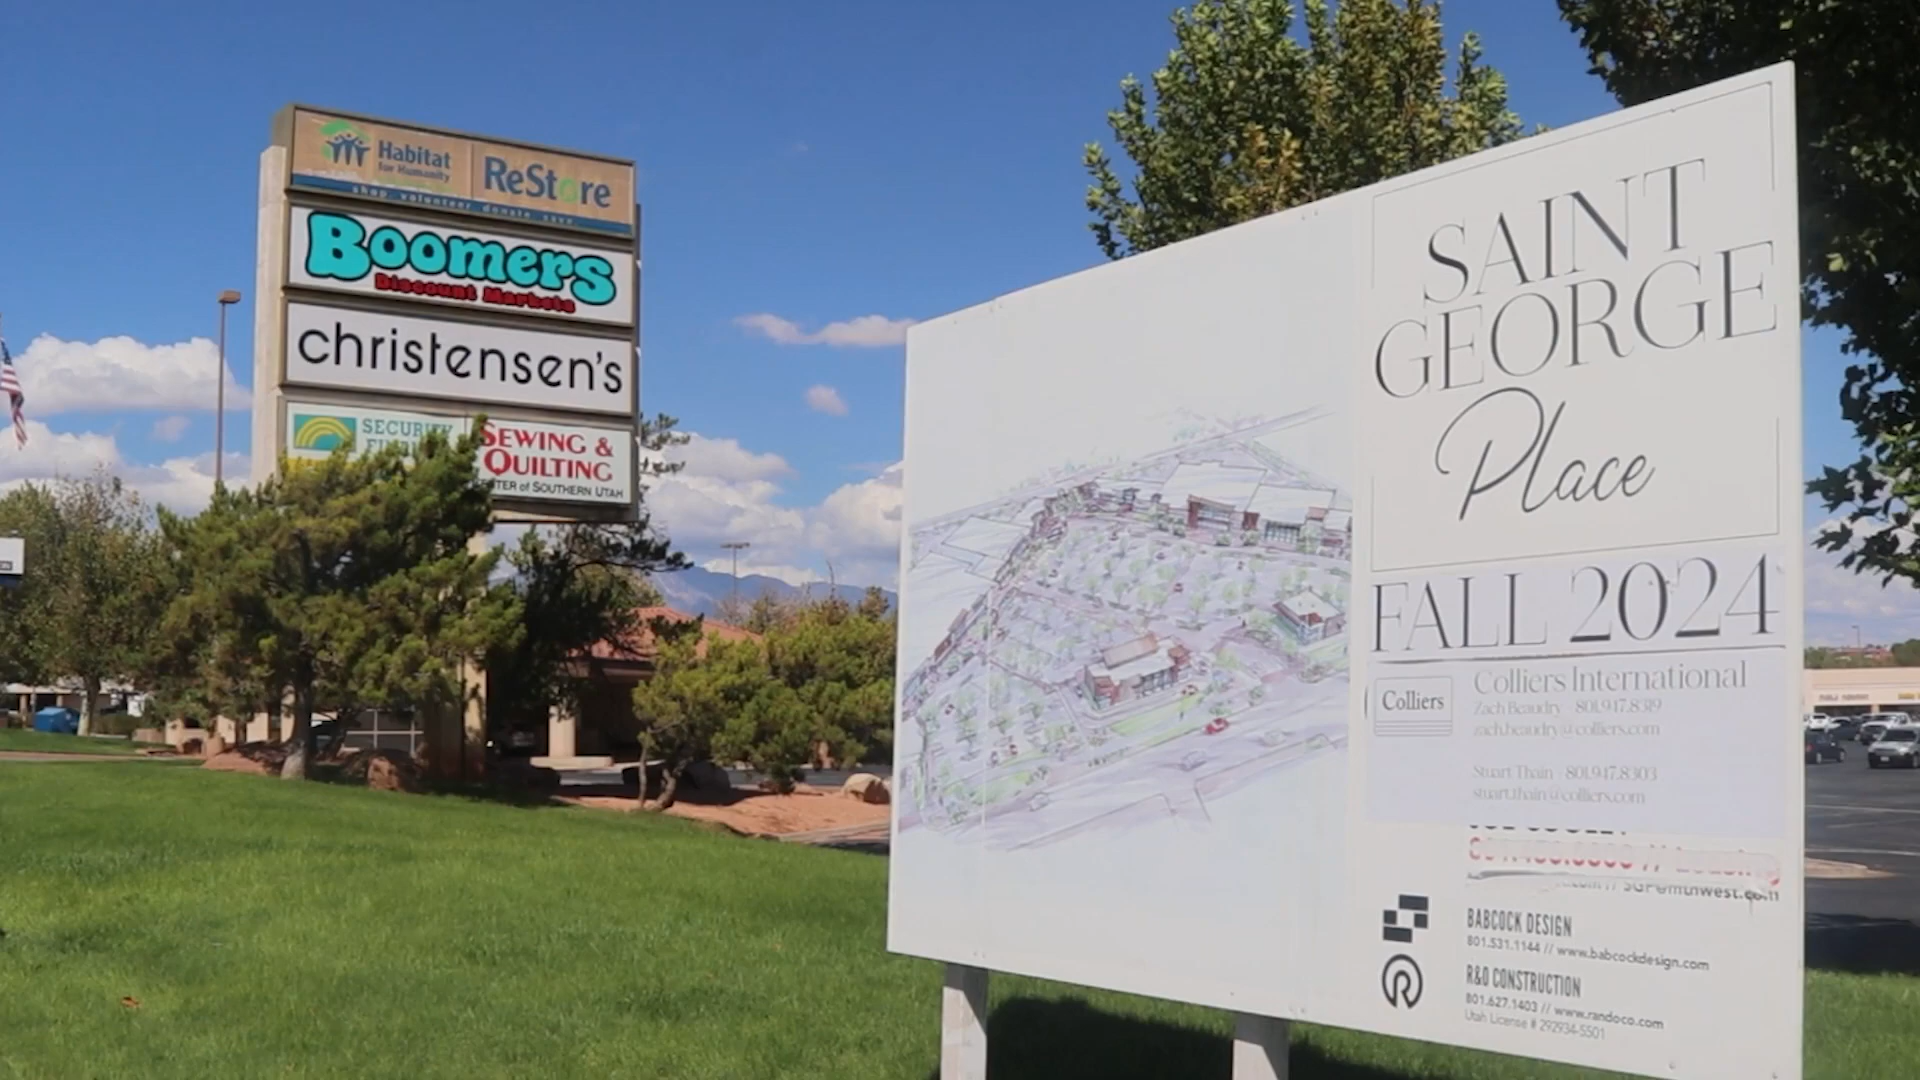 Habitat
for Humanity
ReStore
shop. volunteer. donate. save.
Boomers
Discount Markets
christensen's
SECURITY
SEWING &
QUILTING
CENTER of SOUTHERN UTAH
SAINT
GEORGE
Place
FALL 2024
Colliers
Colliers International
Zach Beaudry - 801.947.8319
zach.beaudry@colliers.com
Stuart Thain - 801.947.8303
stuart.thain@colliers.com
BABCOCK DESIGN
801.531.1144 // www.babcockdesign.com
R&O CONSTRUCTION
801.627.1403 // www.randoco.com
Utah License # 292934-5501